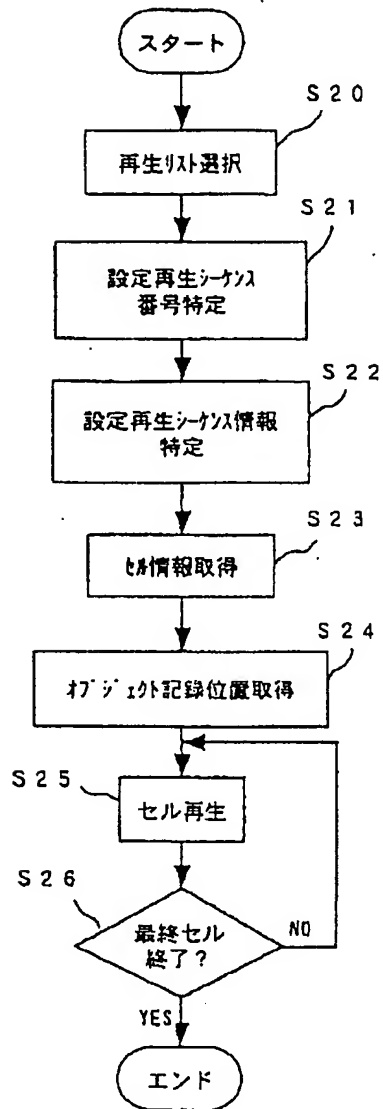 スタート
S20
再生リスト選択
S21
設定再生シーケンス
番号特定
S22
設定再生シーケンス情報
特定
S23
セル情報取得
S24
オブジェクト記録位置取得
S25
セル再生
S26
最終セル
終了?
NO
YES
エンド